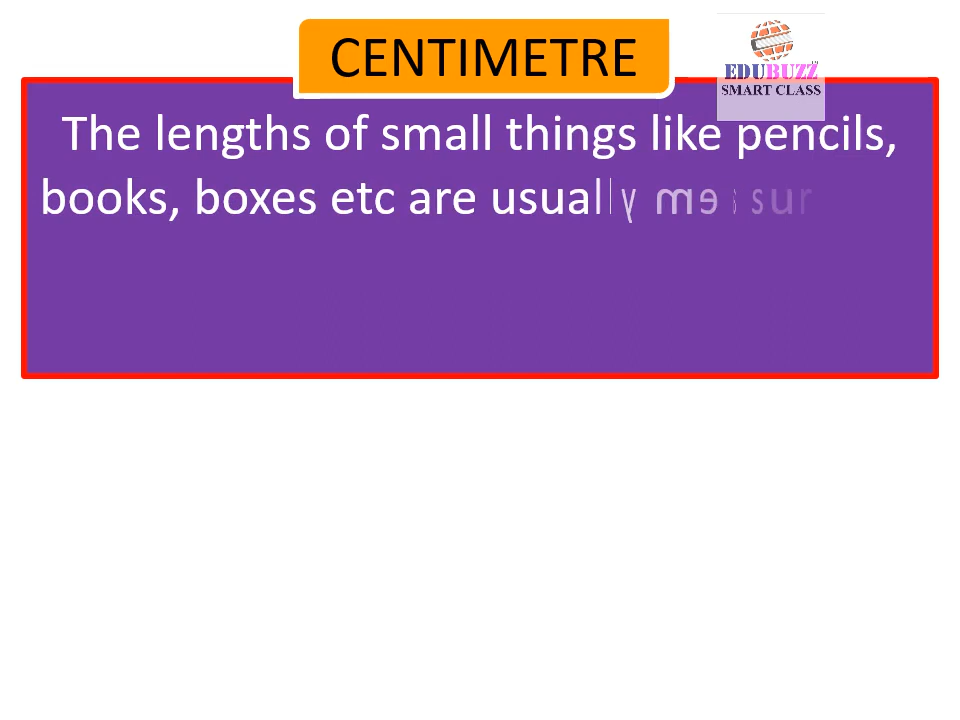 CENTIMETRE
EDUBUZZ
SMART CLASS
The lengths of small things like pencils,
books, boxes etc are usually